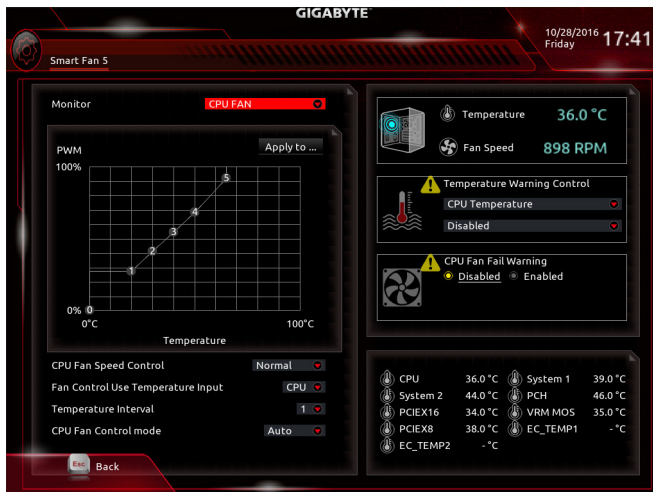 GIGABYTE™
10/28/2016 17:41
Friday
Smart Fan 5
Monitor CPU FAN
PWM Apply to ...
100%
5
4
3
2
1
0% 0
0°C 100°C
Temperature
CPU Fan Speed Control Normal
Fan Control Use Temperature Input CPU
Temperature Interval 1
CPU Fan Control mode Auto
Esc Back
Temperature 36.0 °C
Fan Speed 898 RPM
Temperature Warning Control
CPU Temperature
Disabled
CPU Fan Fail Warning
Disabled Enabled
CPU 36.0 °C System 1 39.0 °C
System 2 44.0 °C PCH 46.0 °C
PCIEX16 34.0 °C VRM MOS 35.0 °C
PCIEX8 38.0 °C EC_TEMP1 - °C
EC_TEMP2 - °C